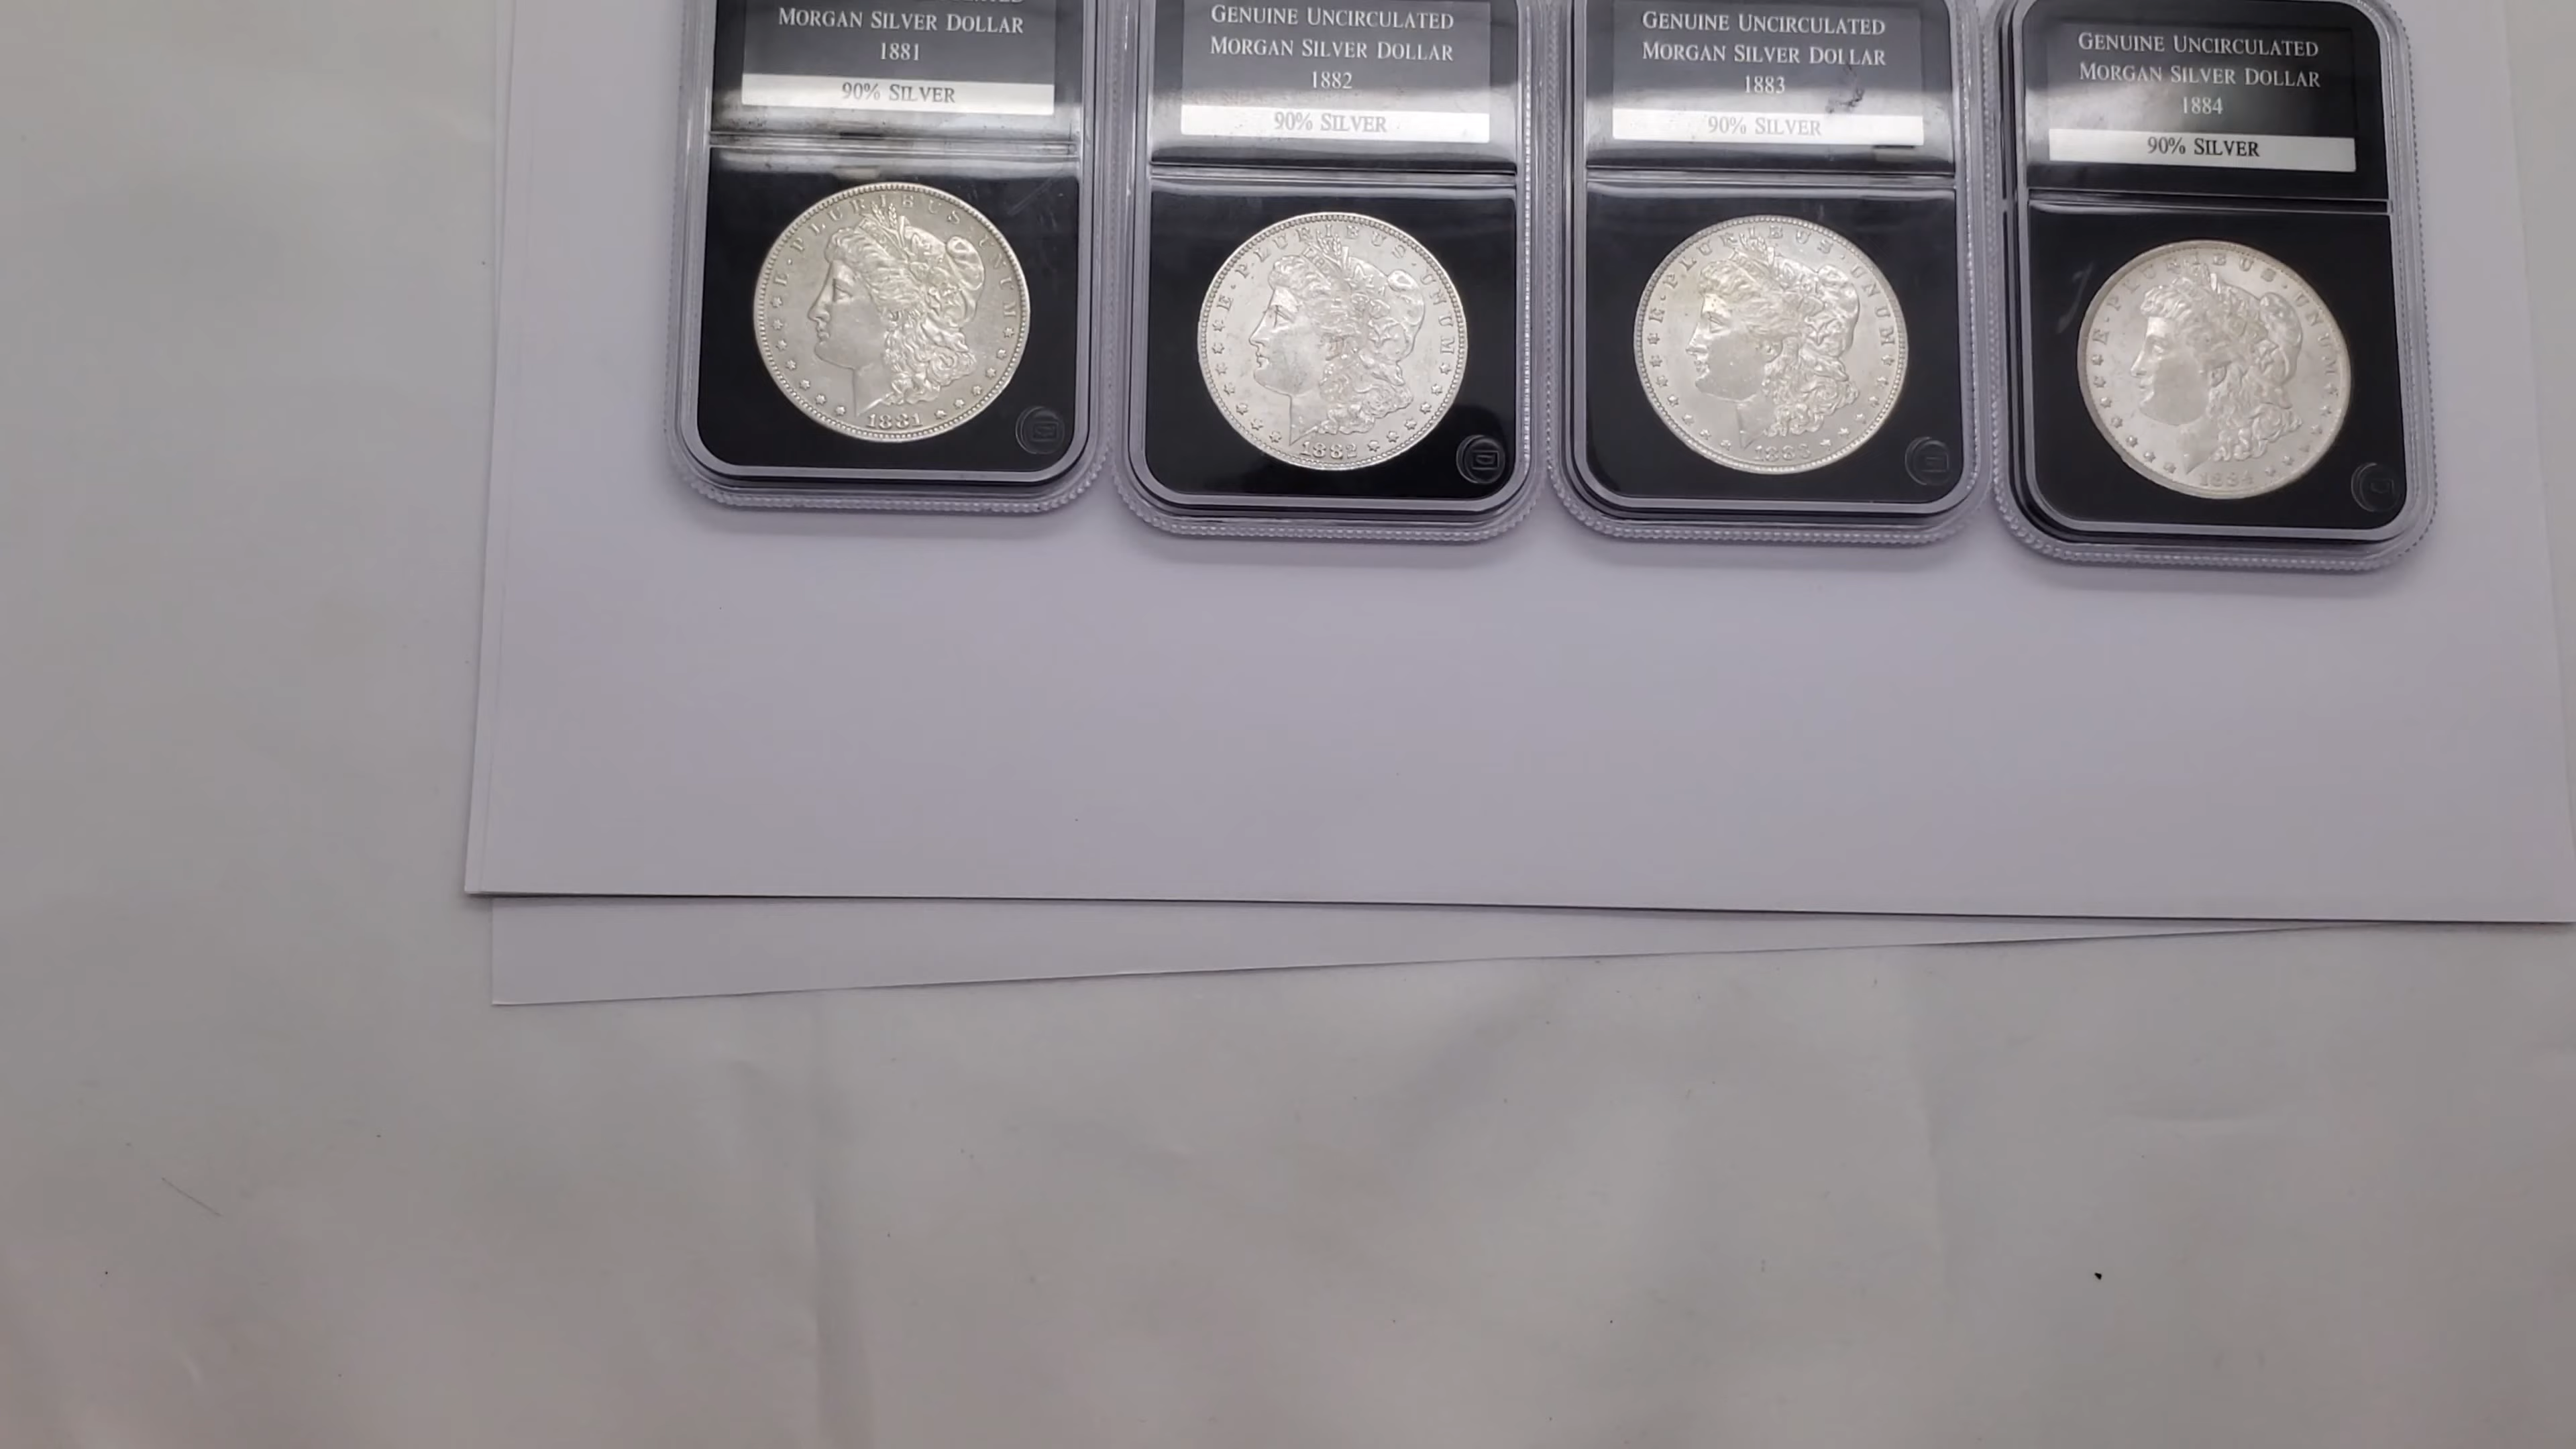 MORGAN SILVER DOLLAR
1881
90% SILVER
GENUINE UNCIRCULATED
MORGAN SILVER DOLLAR
1882
90% SILVER
GENUINE UNCIRCULATED
MORGAN SILVER DOLLAR
1883
90% SILVER
GENUINE UNCIRCULATED
MORGAN SILVER DOLLAR
1884
90% SILVER
E·PLURIBUS·UNUM
1881
E·PLURIBUS·UNUM
1882
E·PLURIBUS·UNUM
1883
E·PLURIBUS·UNUM
1884